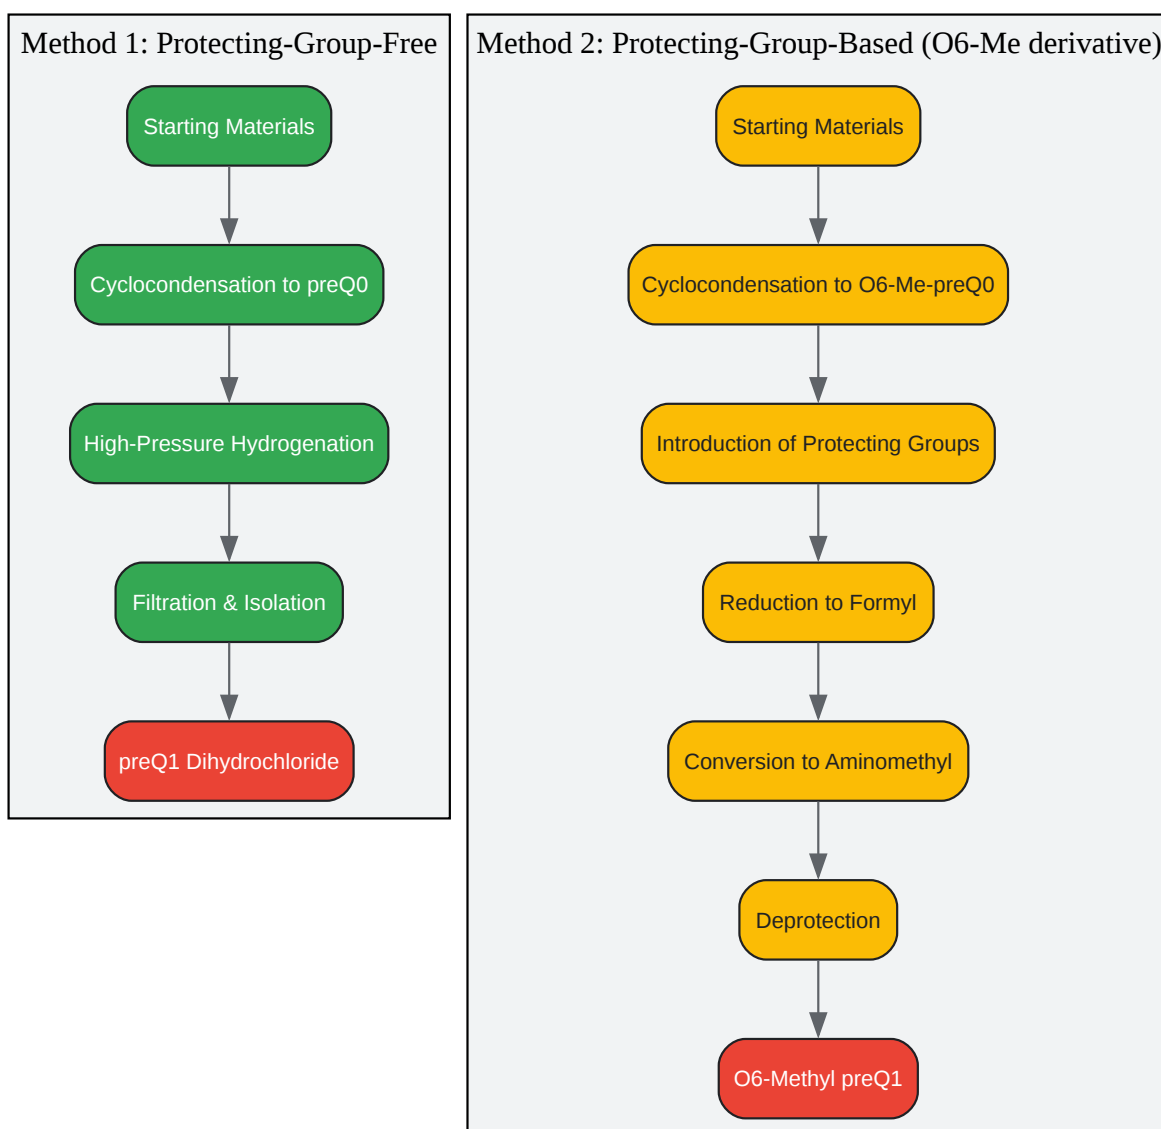 Method 1: Protecting-Group-Free
Starting Materials
Cyclocondensation to preQ0
High-Pressure Hydrogenation
Filtration & Isolation
preQ1 Dihydrochloride
Method 2: Protecting-Group-Based (O6-Me derivative)
Starting Materials
Cyclocondensation to O6-Me-preQ0
Introduction of Protecting Groups
Reduction to Formyl
Conversion to Aminomethyl
Deprotection
O6-Methyl preQ1